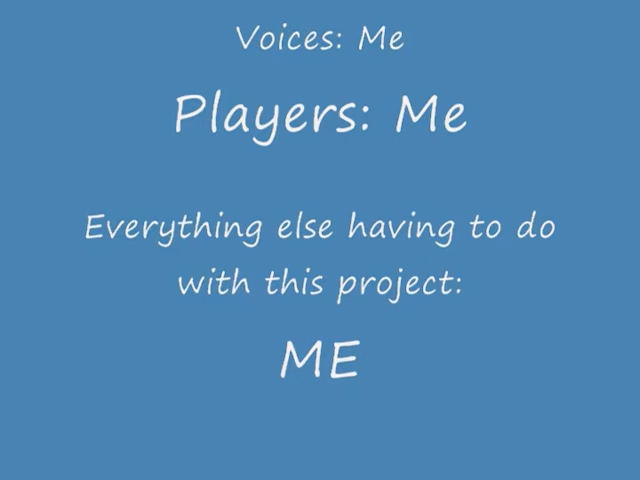 Voices: Me
Players: Me
Everything else having to do
with this project:
ME